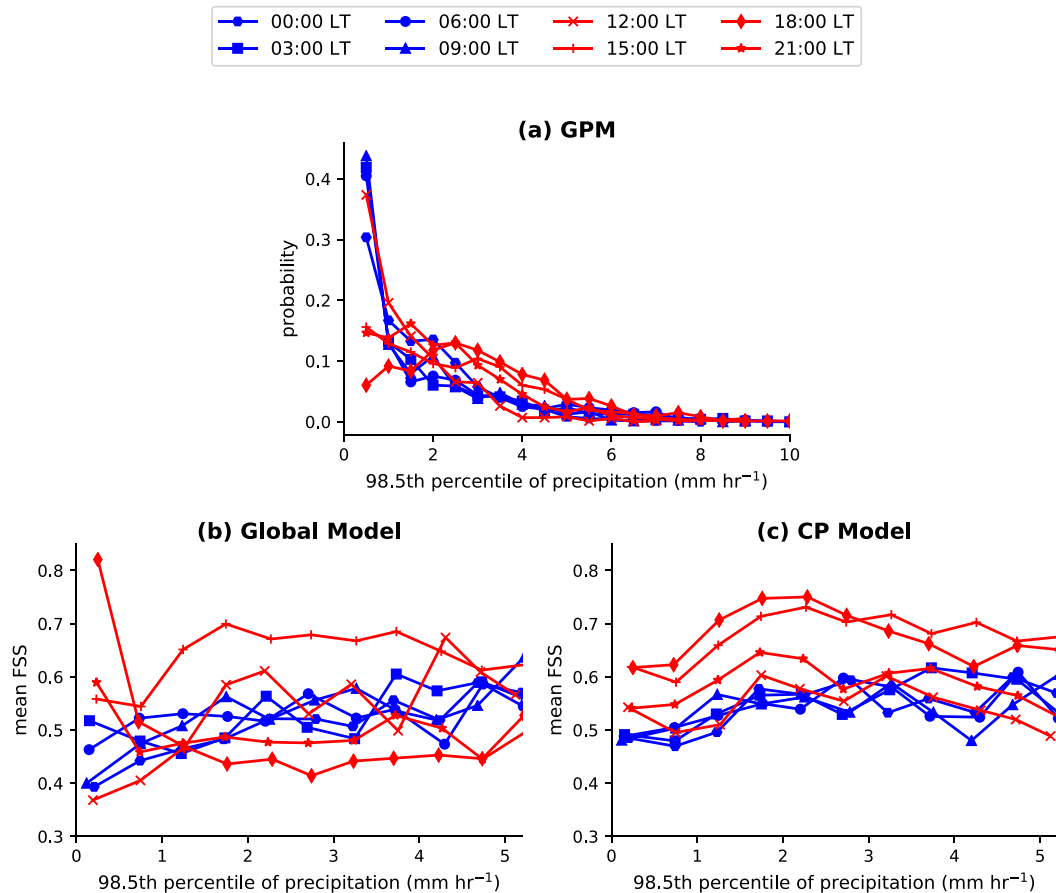 00:00 LT 06:00 LT 12:00 LT 18:00 LT
03:00 LT 09:00 LT 15:00 LT 21:00 LT
(a) GPM
probability
0.4
0.3
0.2
0.1
0.0
0 2 4 6 8 10
98.5th percentile of precipitation (mm hr⁻¹)
(b) Global Model
mean FSS
0.8
0.7
0.6
0.5
0.4
0.3
0 1 2 3 4 5
98.5th percentile of precipitation (mm hr⁻¹)
(c) CP Model
mean FSS
0.8
0.7
0.6
0.5
0.4
0.3
0 1 2 3 4 5
98.5th percentile of precipitation (mm hr⁻¹)